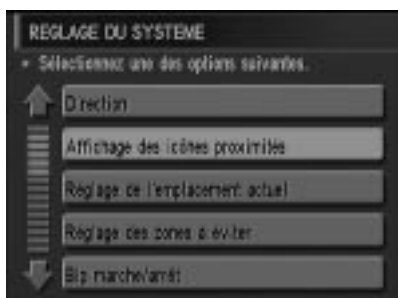 REGLAGE DU SYSTEME
• Sélectionnez une des options suivantes.
Direction
Affichage des icônes proximités
Réglage de l'emplacement actuel
Réglage des zones à éviter
Bip marche/arrêt